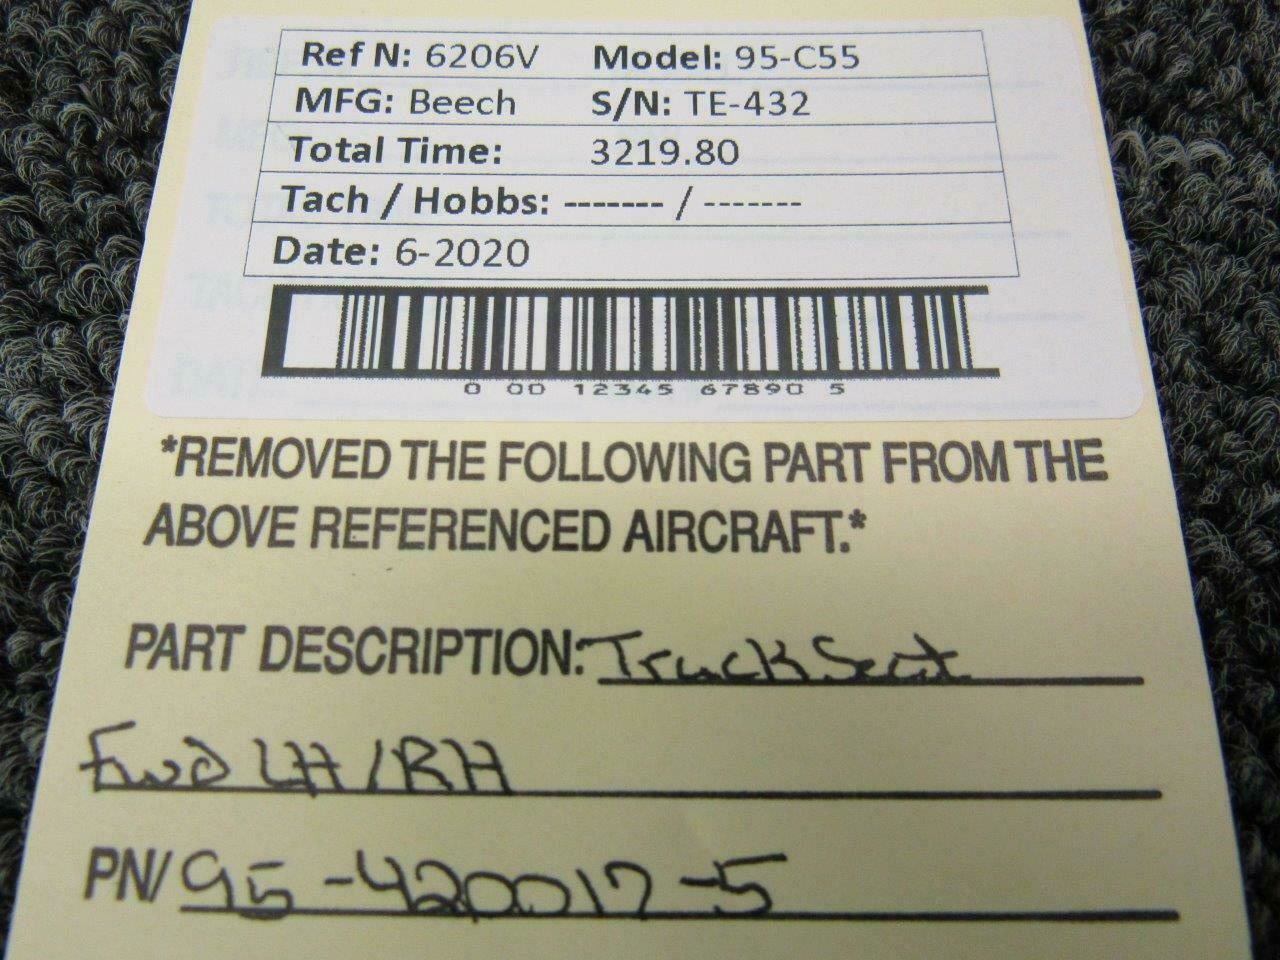 Ref N: 6206V Model: 95-C55
MFG: Beech S/N: TE-432
Total Time: 3219.80
Tach / Hobbs: ------- / -------
Date: 6-2020
0 00 12345 67890 5
*REMOVED THE FOLLOWING PART FROM THE
ABOVE REFERENCED AIRCRAFT.*
PART DESCRIPTION: Track Seat
Fwd LH/RH
PN/ 95-420017-5